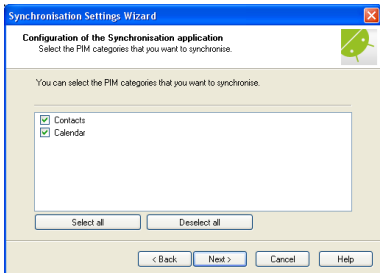 Synchronisation Settings Wizard
Configuration of the Synchronisation application
Select the PIM categories that you want to synchronise.
You can select the PIM categories that you want to synchronise.
Contacts
Calendar
Select all
Deselect all
< Back
Next >
Cancel
Help